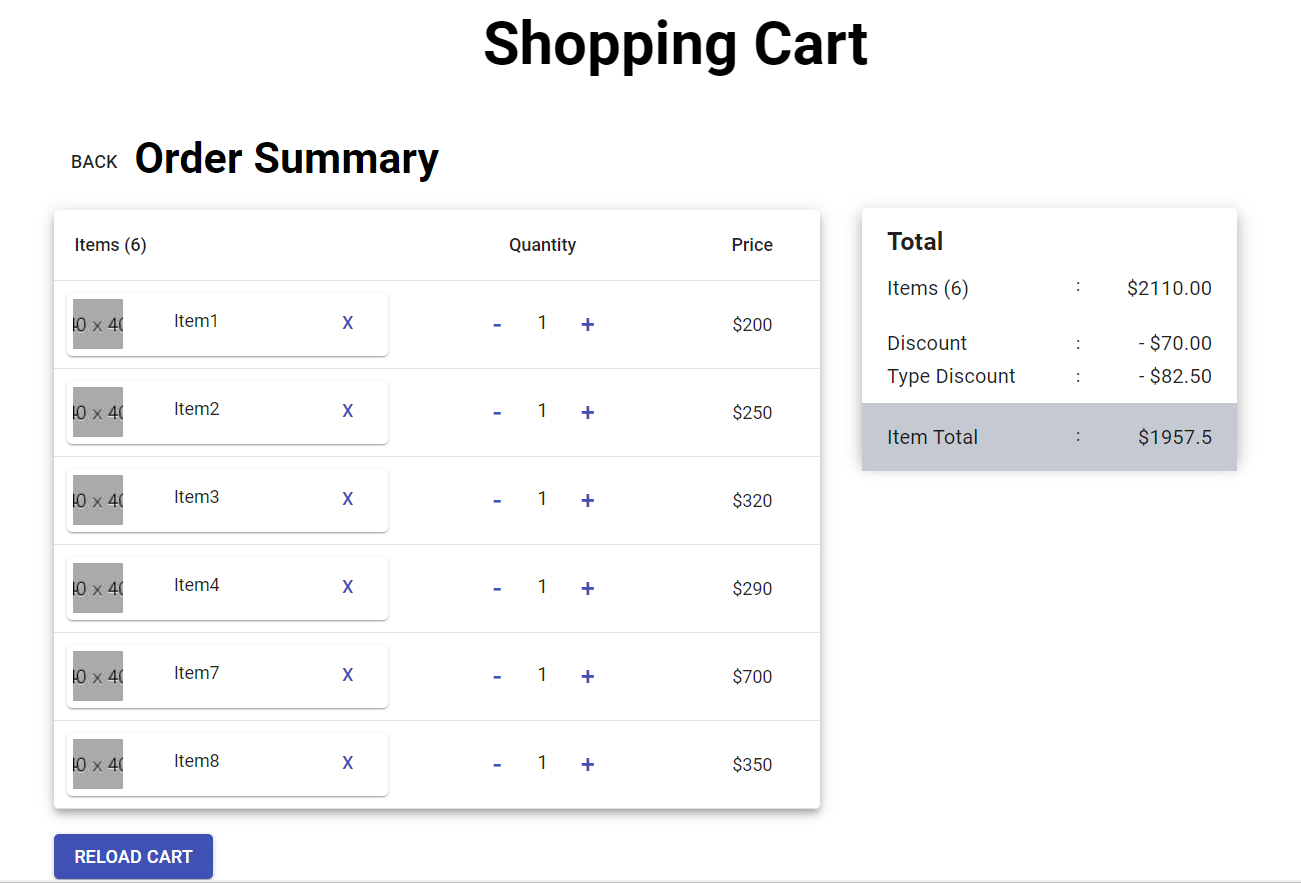 Shopping Cart
BACK Order Summary
Items (6) Quantity Price
40 x 40 Item1 X - 1 + $200
40 x 40 Item2 X - 1 + $250
40 x 40 Item3 X - 1 + $320
40 x 40 Item4 X - 1 + $290
40 x 40 Item7 X - 1 + $700
40 x 40 Item8 X - 1 + $350
RELOAD CART
Total
Items (6) : $2110.00
Discount : - $70.00
Type Discount : - $82.50
Item Total : $1957.5